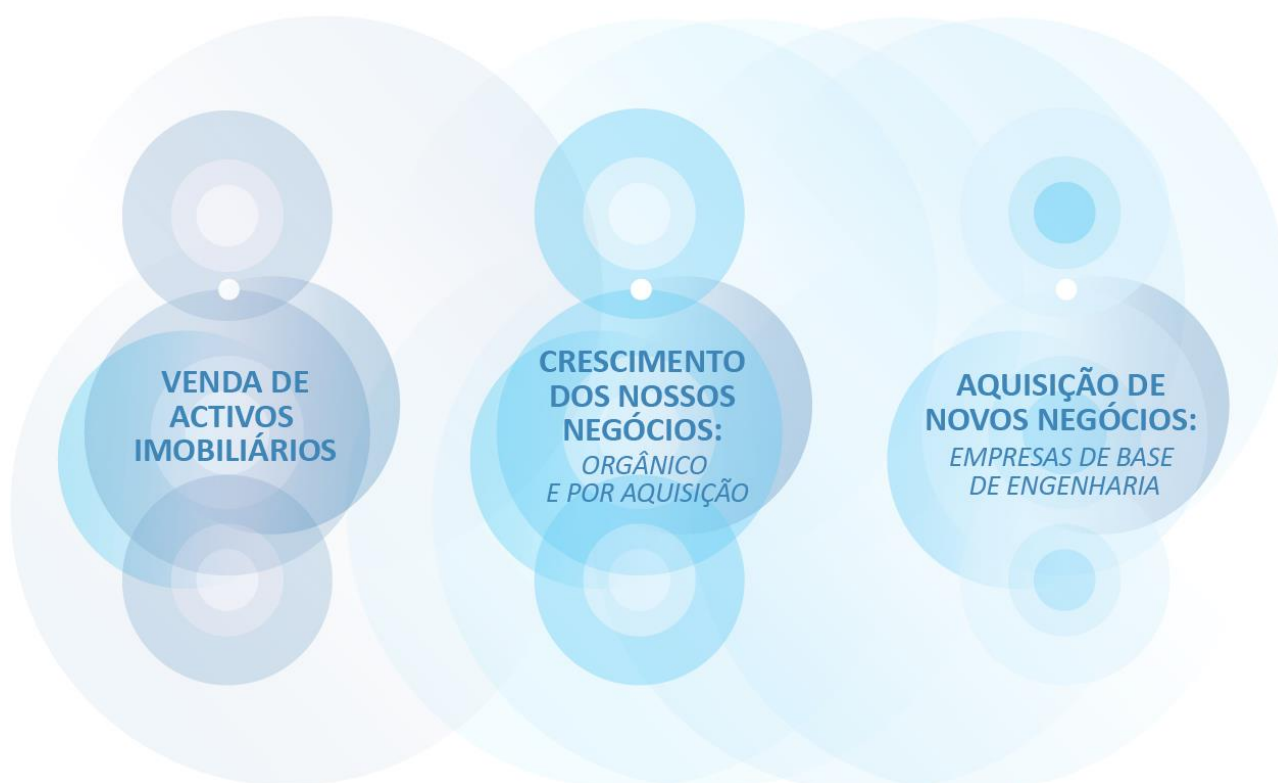 VENDA DE
ACTIVOS
IMOBILIÁRIOS
CRESCIMENTO
DOS NOSSOS
NEGÓCIOS:
ORGÂNICO
E POR AQUISIÇÃO
AQUISIÇÃO DE
NOVOS NEGÓCIOS:
EMPRESAS DE BASE
DE ENGENHARIA